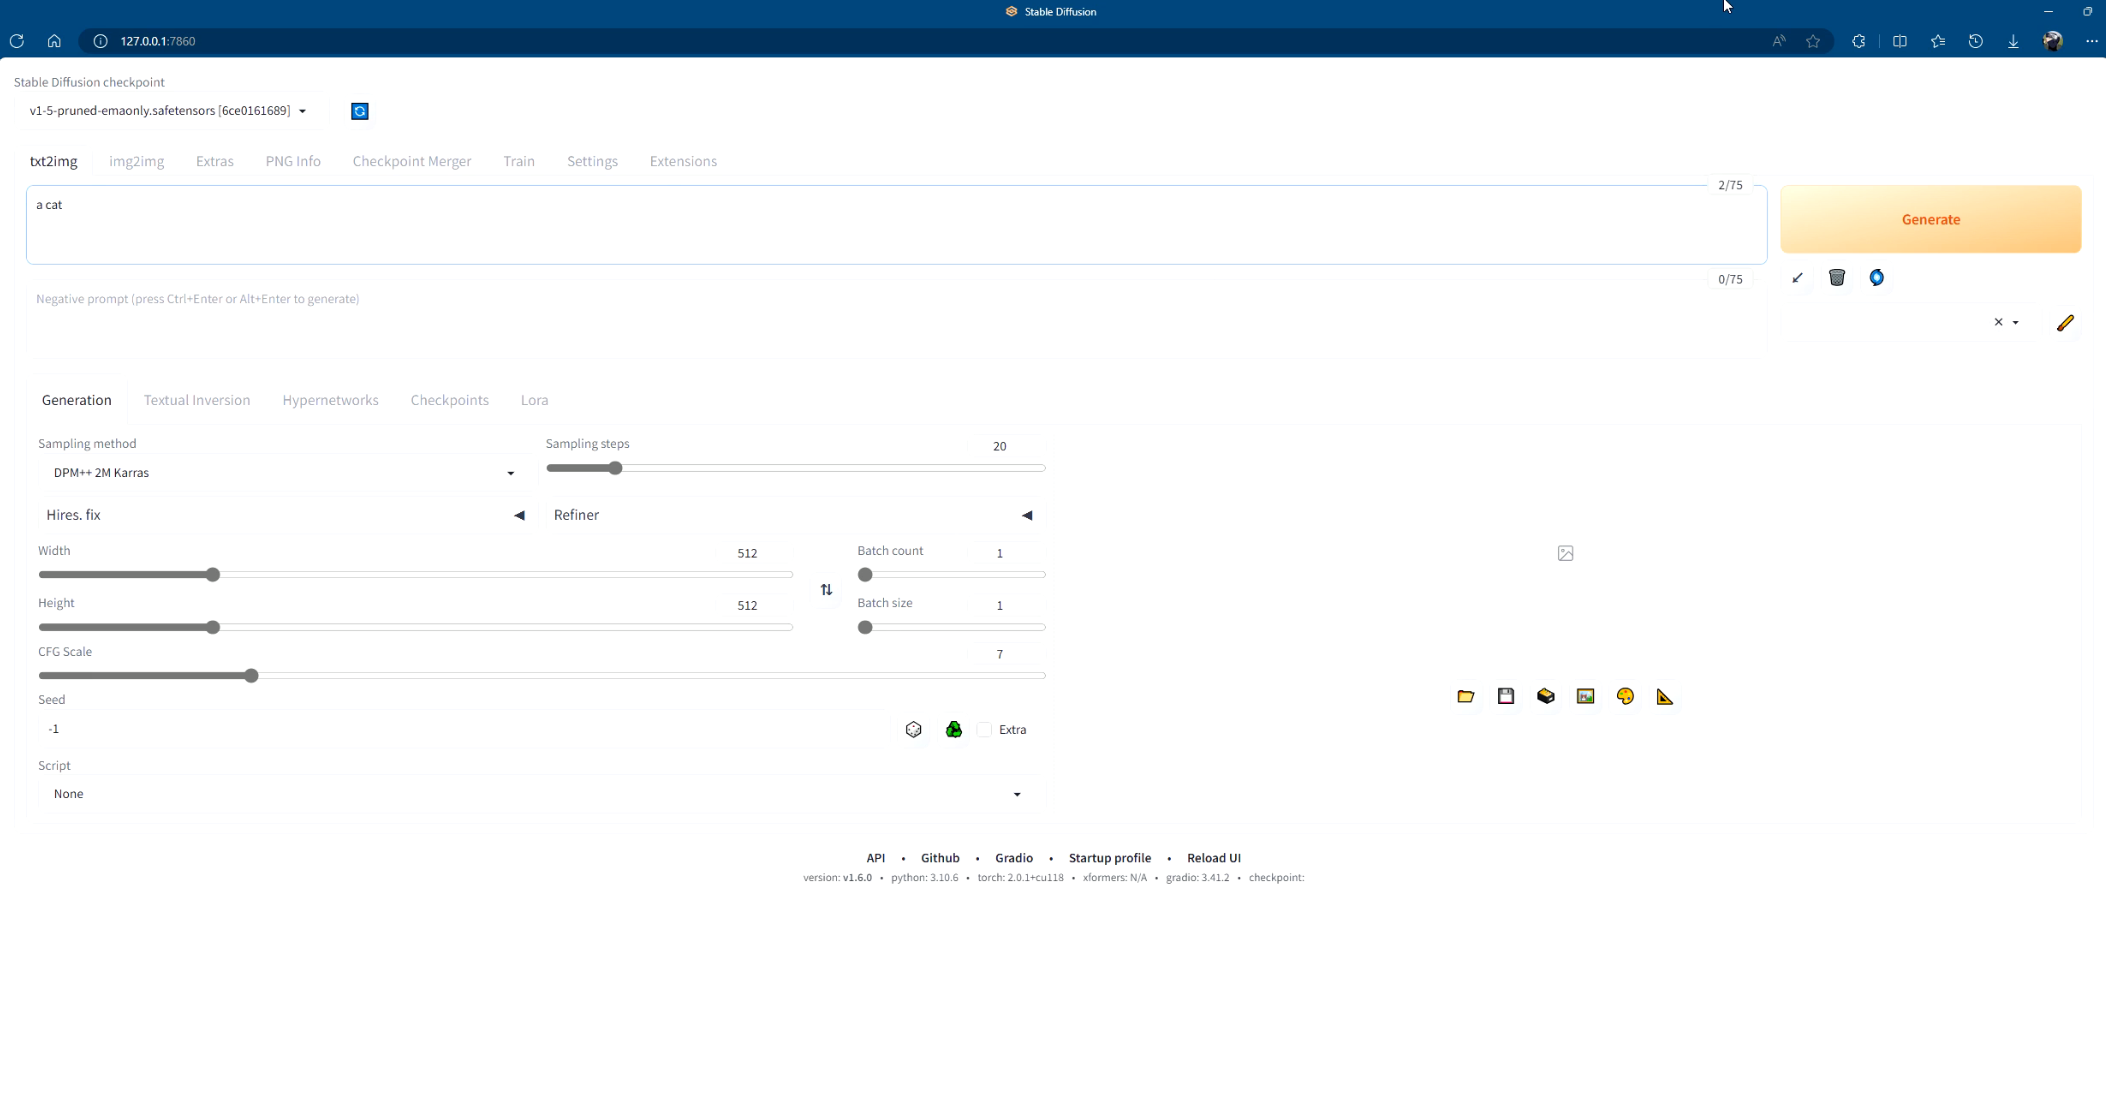 Stable Diffusion
127.0.0.1:7860
Stable Diffusion checkpoint
v1-5-pruned-emaonly.safetensors [6ce0161689]
txt2img img2img Extras PNG Info Checkpoint Merger Train Settings Extensions
2/75
a cat
Generate
0/75
Negative prompt (press Ctrl+Enter or Alt+Enter to generate)
Generation Textual Inversion Hypernetworks Checkpoints Lora
Sampling method Sampling steps 20
DPM++ 2M Karras
Hires. fix Refiner
Width 512 Batch count 1
Height 512 Batch size 1
CFG Scale 7
Seed
-1 Extra
Script
None
API • Github • Gradio • Startup profile • Reload UI
version: v1.6.0 • python: 3.10.6 • torch: 2.0.1+cu118 • xformers: N/A • gradio: 3.41.2 • checkpoint: